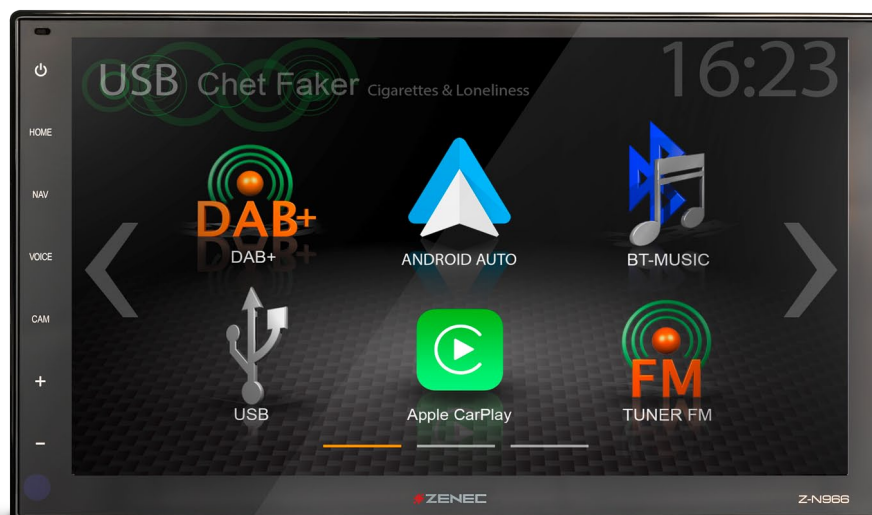 USB Chet Faker Cigarettes & Loneliness 16:23
HOME
NAV
VOICE
CAM
+
−
DAB+
DAB+
ANDROID AUTO
BT-MUSIC
USB
Apple CarPlay
FM
TUNER FM
ZENEC
Z-N966